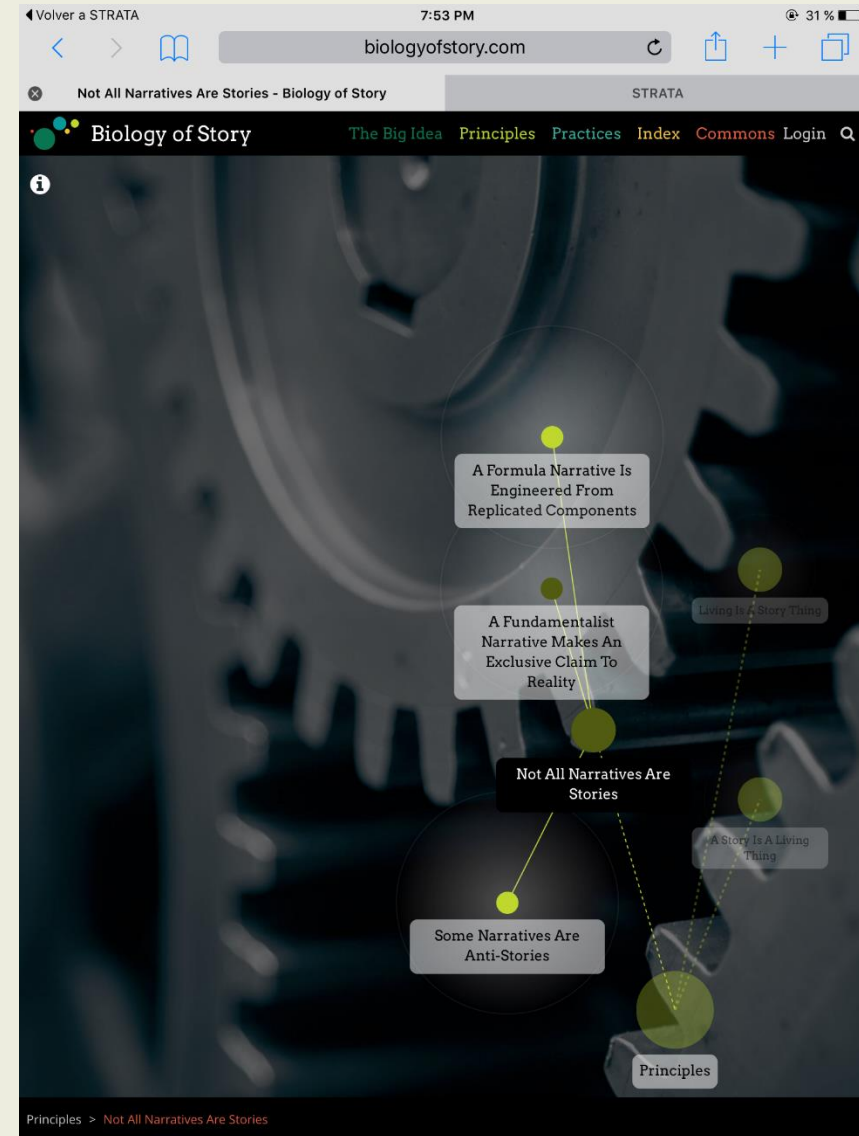 Volver a STRATA
7:53 PM
31 %
biologyofstory.com
Not All Narratives Are Stories - Biology of Story
STRATA
Biology of Story
The Big Idea Principles Practices Index Commons Login
A Formula Narrative Is
Engineered From
Replicated Components
A Fundamentalist
Narrative Makes An
Exclusive Claim To
Reality
Living Is A Story Thing
Not All Narratives Are
Stories
A Story Is A Living
Thing
Some Narratives Are
Anti-Stories
Principles
Principles > Not All Narratives Are Stories